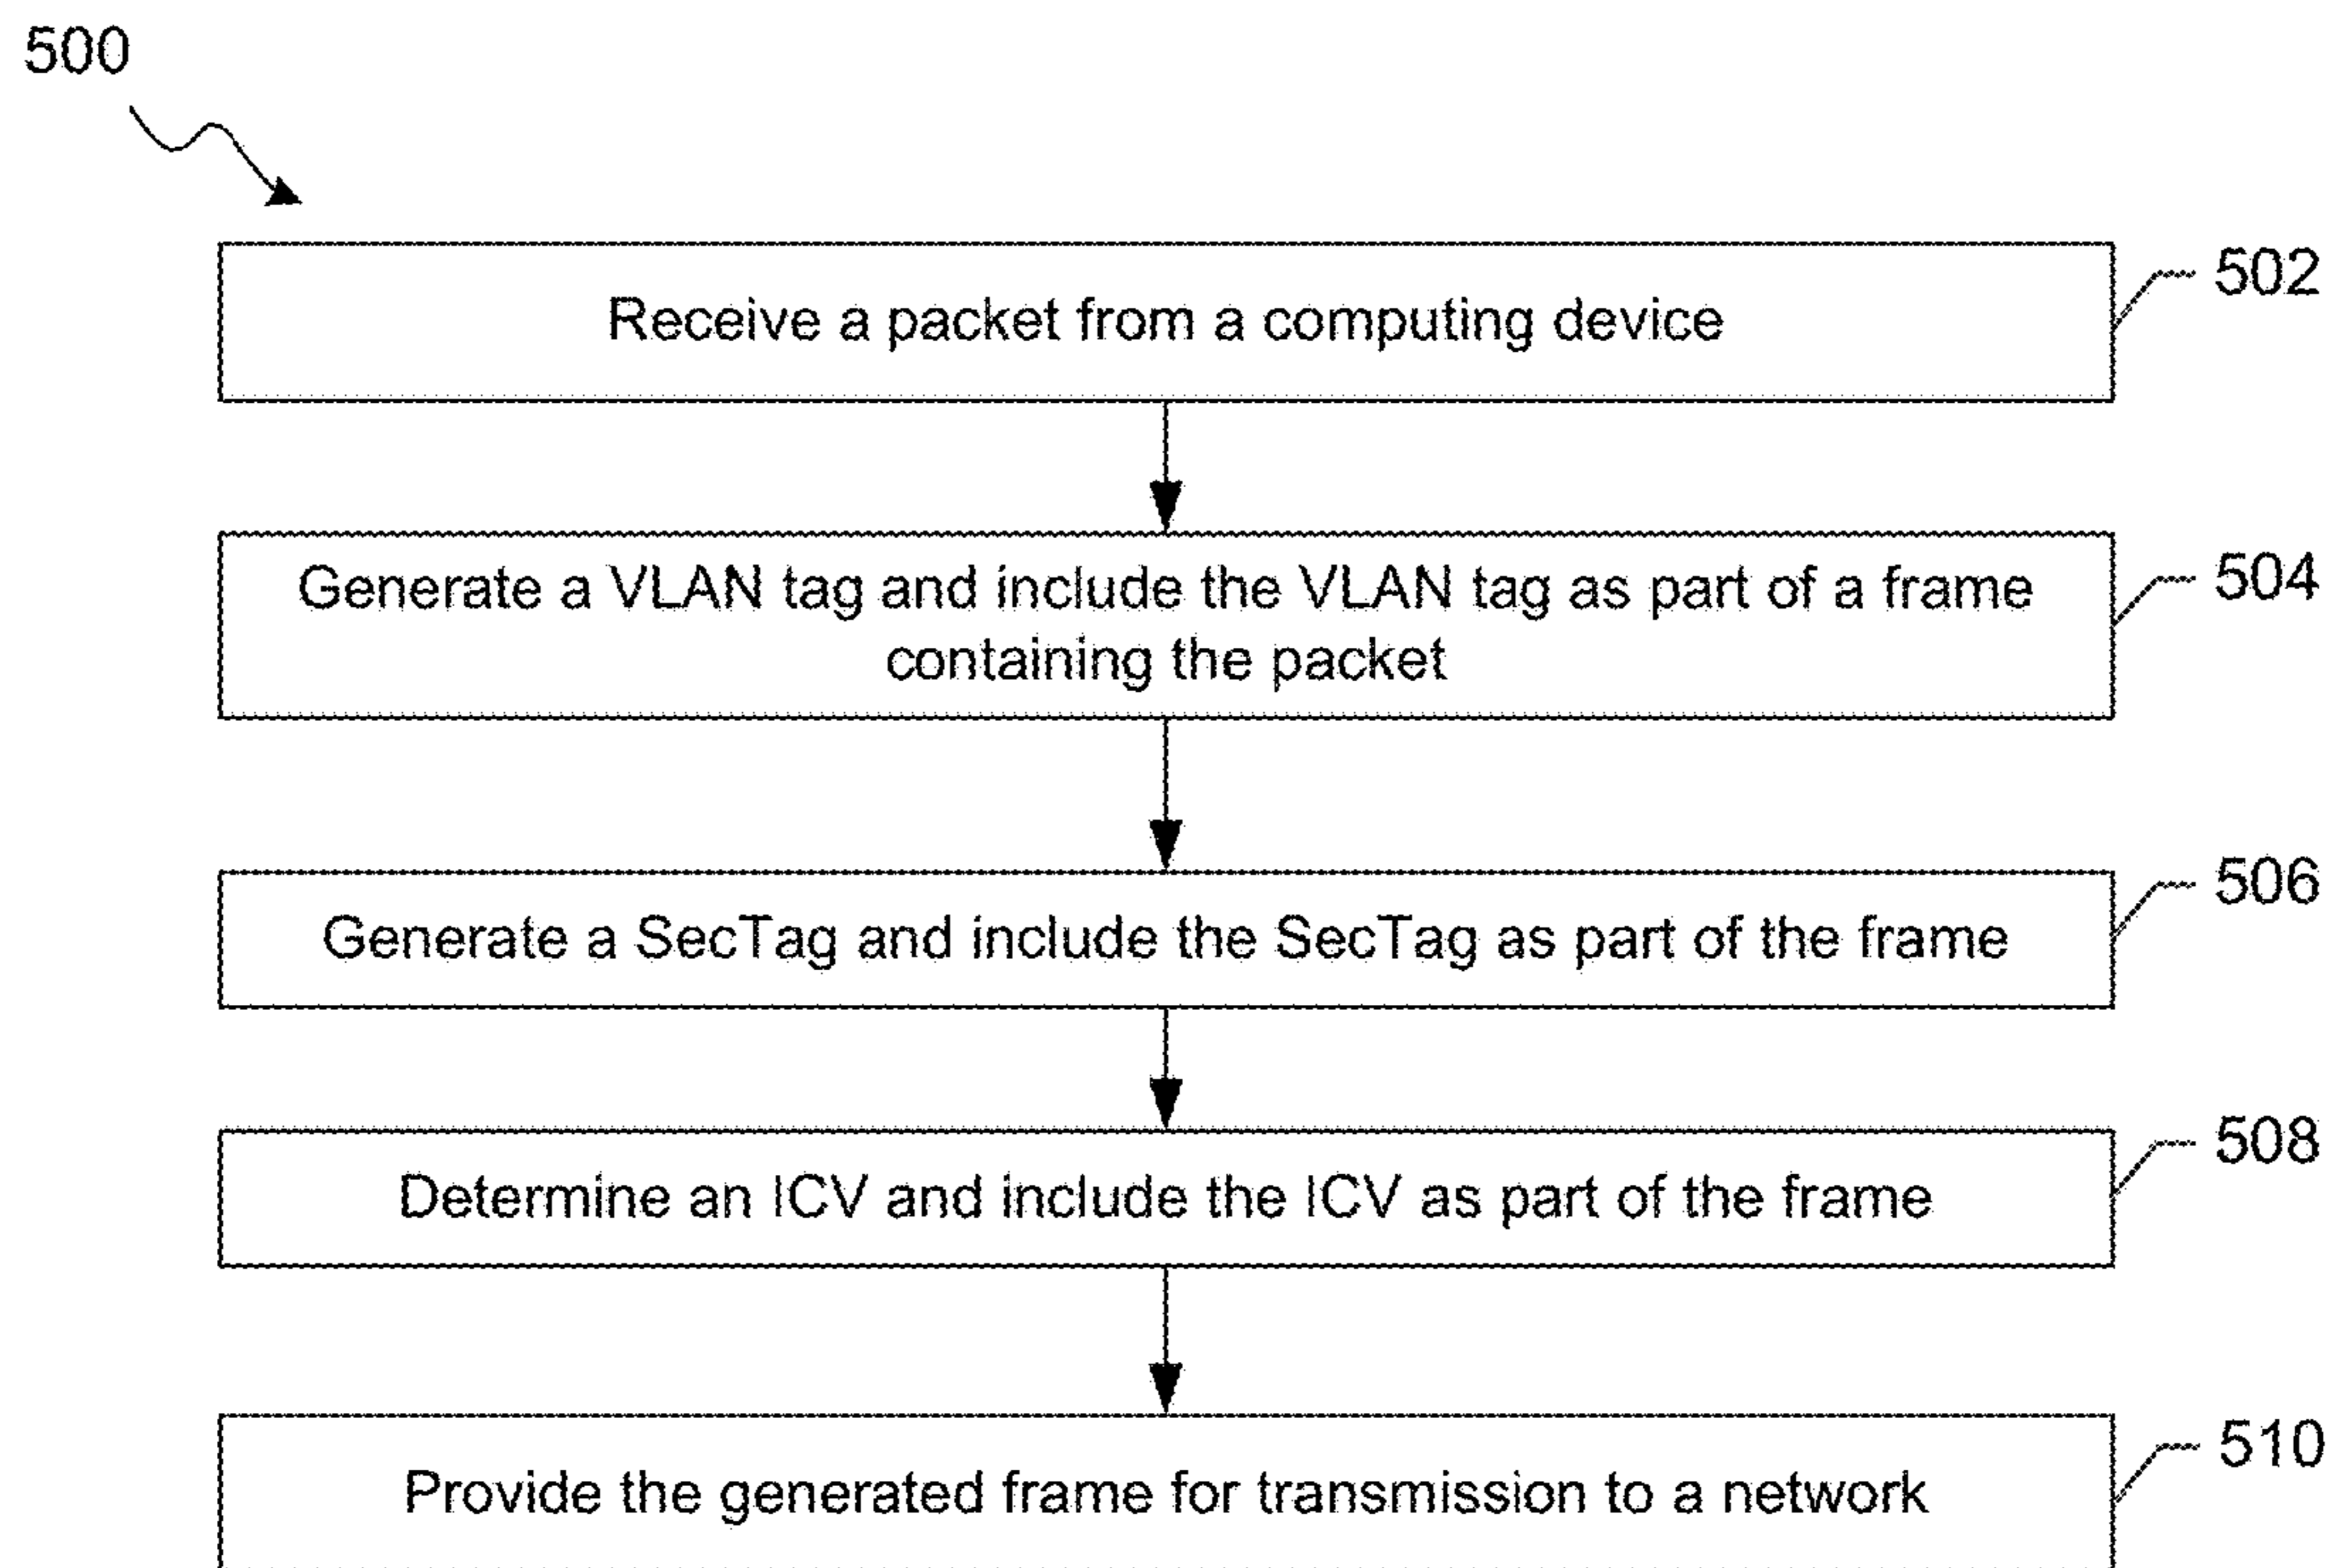 500
Receive a packet from a computing device
502
Generate a VLAN tag and include the VLAN tag as part of a frame
containing the packet
504
Generate a SecTag and include the SecTag as part of the frame
506
Determine an ICV and include the ICV as part of the frame
508
Provide the generated frame for transmission to a network
510